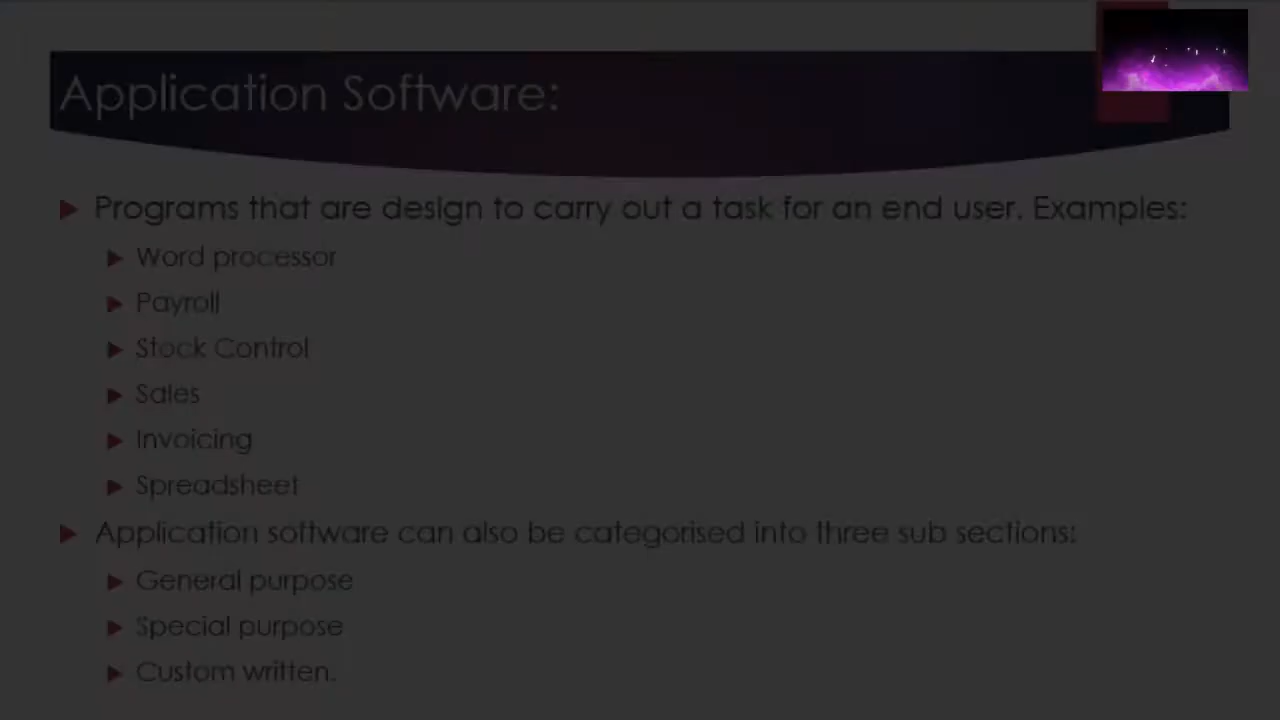 Application Software:
Programs that are design to carry out a task for an end user. Examples:
Word processor
Payroll
Stock Control
Sales
Invoicing
Spreadsheet
Application software can also be categorised into three sub sections:
General purpose
Special purpose
Custom written.